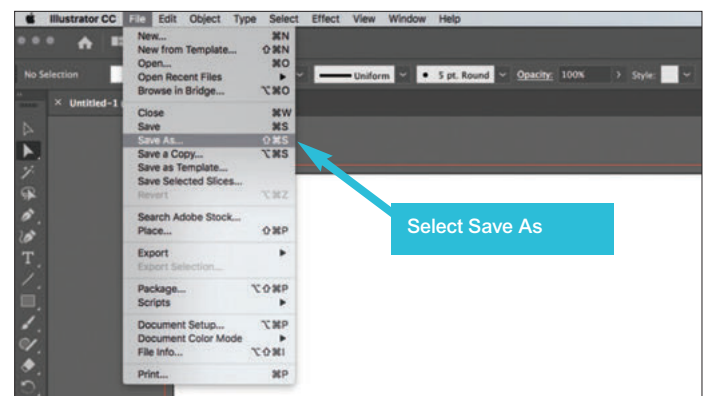 Illustrator CC File Edit Object Type Select Effect View Window Help
New... ⌘N
New from Template... ⇧⌘N
Open... ⌘O
Open Recent Files ▶
Browse in Bridge... ⌥⌘O
No Selection
Uniform
5 pt. Round
Opacity: 100%
Style:
× Untitled-1
Close ⌘W
Save ⌘S
Save As... ⇧⌘S
Save a Copy... ⌥⌘S
Save as Template...
Save Selected Slices...
Revert ⌥⌘Z
Search Adobe Stock...
Place... ⇧⌘P
Select Save As
Export ▶
Export Selection...
Package... ⌥⇧⌘P
Scripts ▶
Document Setup... ⌥⌘P
Document Color Mode ▶
File Info... ⌥⇧⌘I
Print... ⌘P